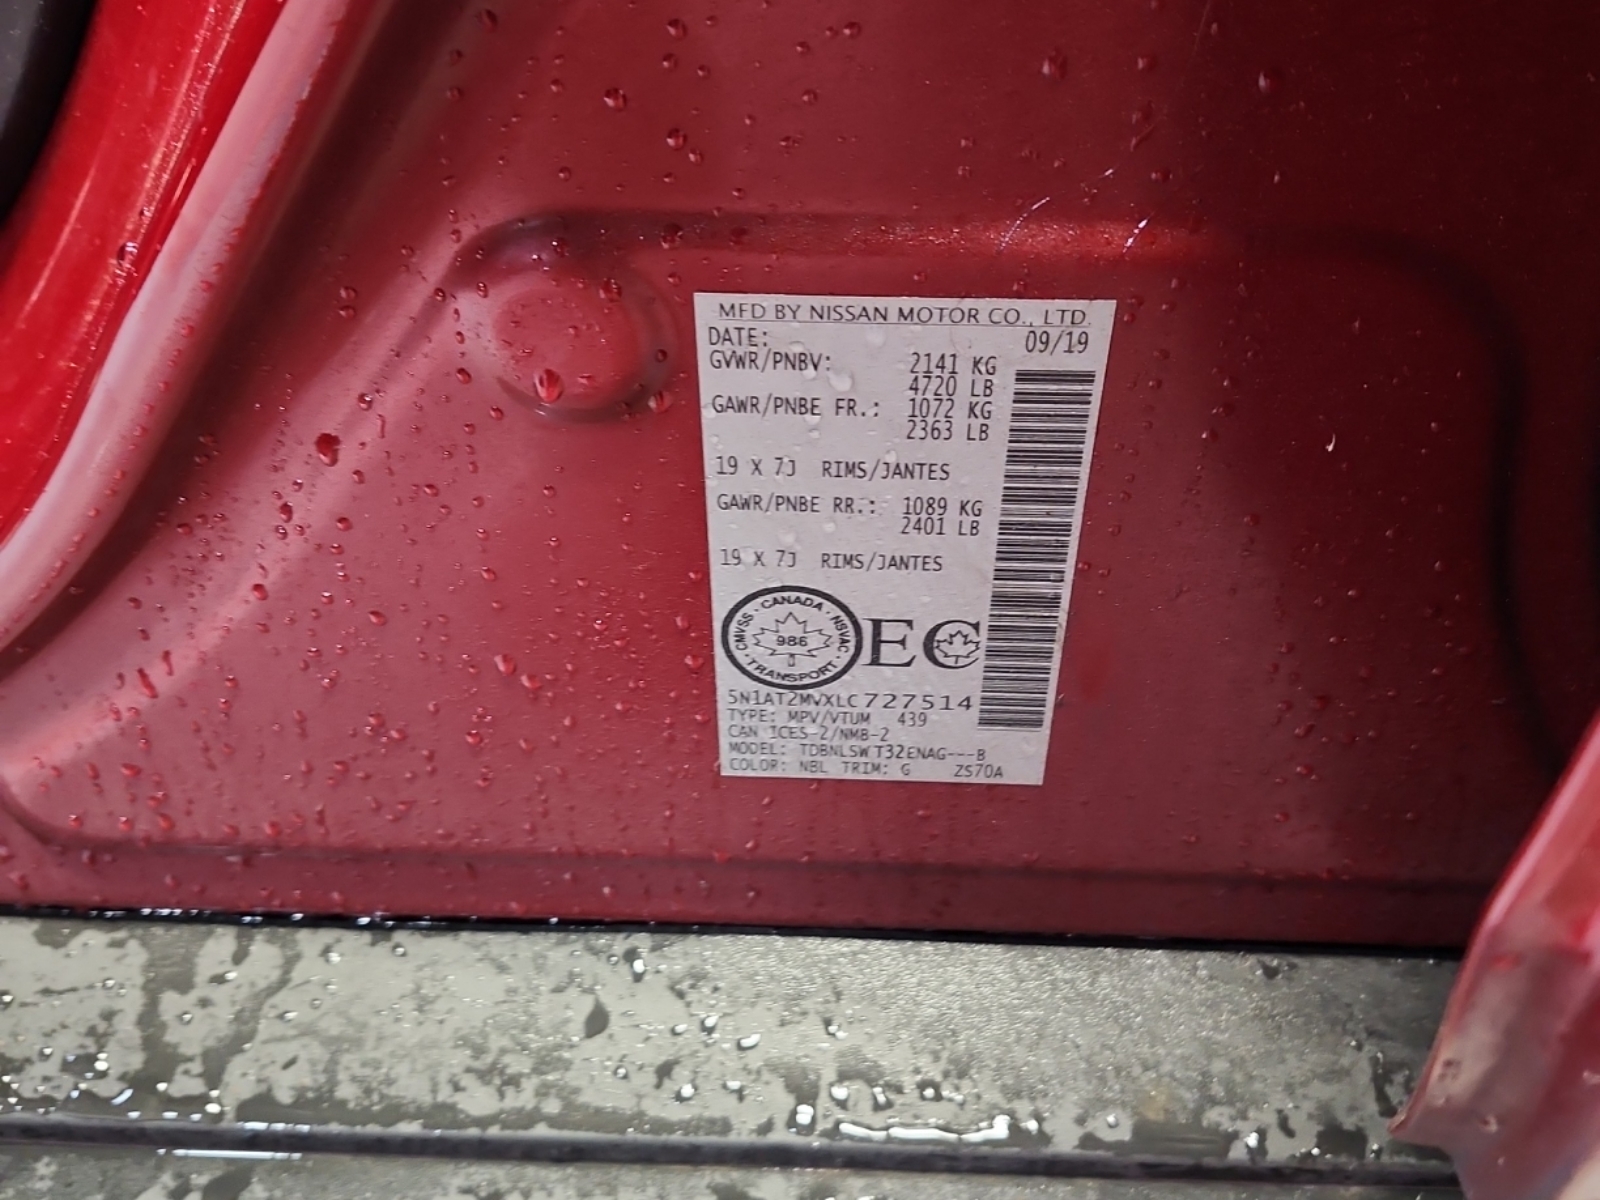 MFD BY NISSAN MOTOR CO., LTD.
DATE: 09/19
GVWR/PNBV: 2141 KG
4720 LB
GAWR/PNBE FR.: 1072 KG
2363 LB
19 X 7J RIMS/JANTES
GAWR/PNBE RR.: 1089 KG
2401 LB
19 X 7J RIMS/JANTES
CANADA · NSVAC · TRANSPORT · CMVSS ·
986
EC
5N1AT2MVXLC727514
TYPE: MPV/VTUM 439
CAN ICES-2/NMB-2
MODEL: TDBNLSWT32ENAG---B
COLOR: NBL TRIM: G ZS70A